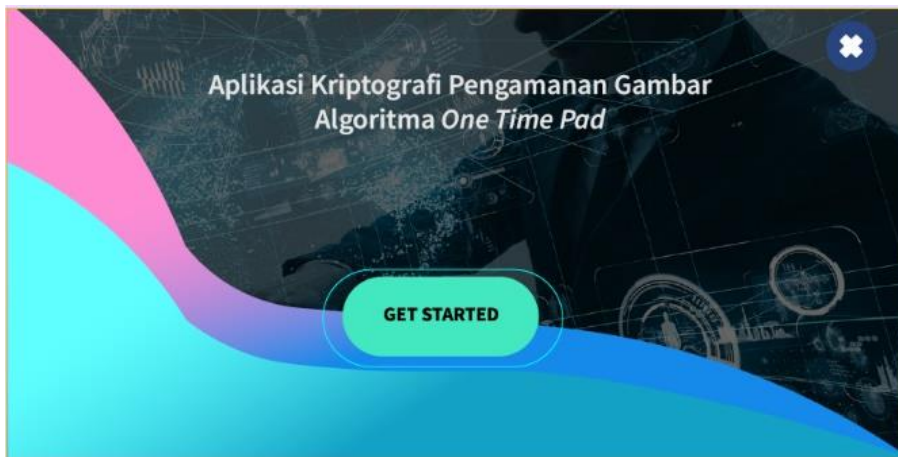 Aplikasi Kriptografi Pengamanan Gambar
Algoritma One Time Pad
GET STARTED